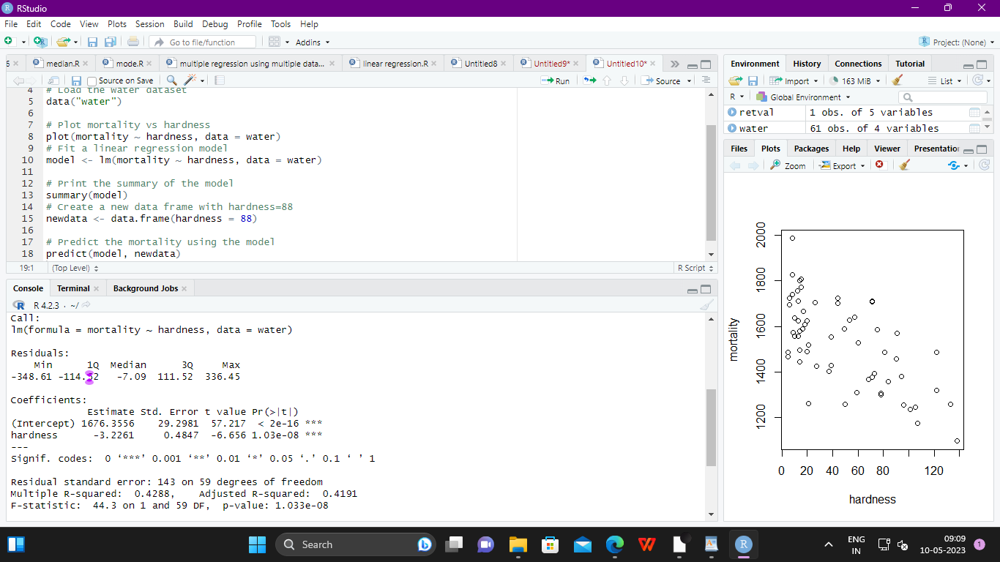 RStudio
File Edit Code View Plots Session Build Debug Profile Tools Help
Go to file/function Addins Project: (None)
6 median.R mode.R multiple regression using multiple data... linear regression.R Untitled8 Untitled9* Untitled10*
Source on Save Run Source
4 # Load the water dataset
5 data("water")
6
7 # Plot mortality vs hardness
8 plot(mortality ~ hardness, data = water)
9 # Fit a linear regression model
10 model <- lm(mortality ~ hardness, data = water)
11
12 # Print the summary of the model
13 summary(model)
14 # Create a new data frame with hardness=88
15 newdata <- data.frame(hardness = 88)
16
17 # Predict the mortality using the model
18 predict(model, newdata)
19:1 (Top Level) R Script
Console Terminal Background Jobs
R 4.2.3 · ~/
Call:
lm(formula = mortality ~ hardness, data = water)
Residuals:
Min 1Q Median 3Q Max
-348.61 -114.52 -7.09 111.52 336.45
Coefficients:
Estimate Std. Error t value Pr(>|t|)
(Intercept) 1676.3556 29.2981 57.217 < 2e-16 ***
hardness -3.2261 0.4847 -6.656 1.03e-08 ***
---
Signif. codes: 0 ‘***’ 0.001 ‘**’ 0.01 ‘*’ 0.05 ‘.’ 0.1 ‘ ’ 1
Residual standard error: 143 on 59 degrees of freedom
Multiple R-squared: 0.4288, Adjusted R-squared: 0.4191
F-statistic: 44.3 on 1 and 59 DF, p-value: 1.033e-08
Environment History Connections Tutorial
Import 163 MiB List
R Global Environment
retval 1 obs. of 5 variables
water 61 obs. of 4 variables
Files Plots Packages Help Viewer Presentation
Zoom Export
2000
1800
1600
1400
1200
mortality
0 20 40 60 80 120
hardness
Search
ENG
IN
09:09
10-05-2023
1